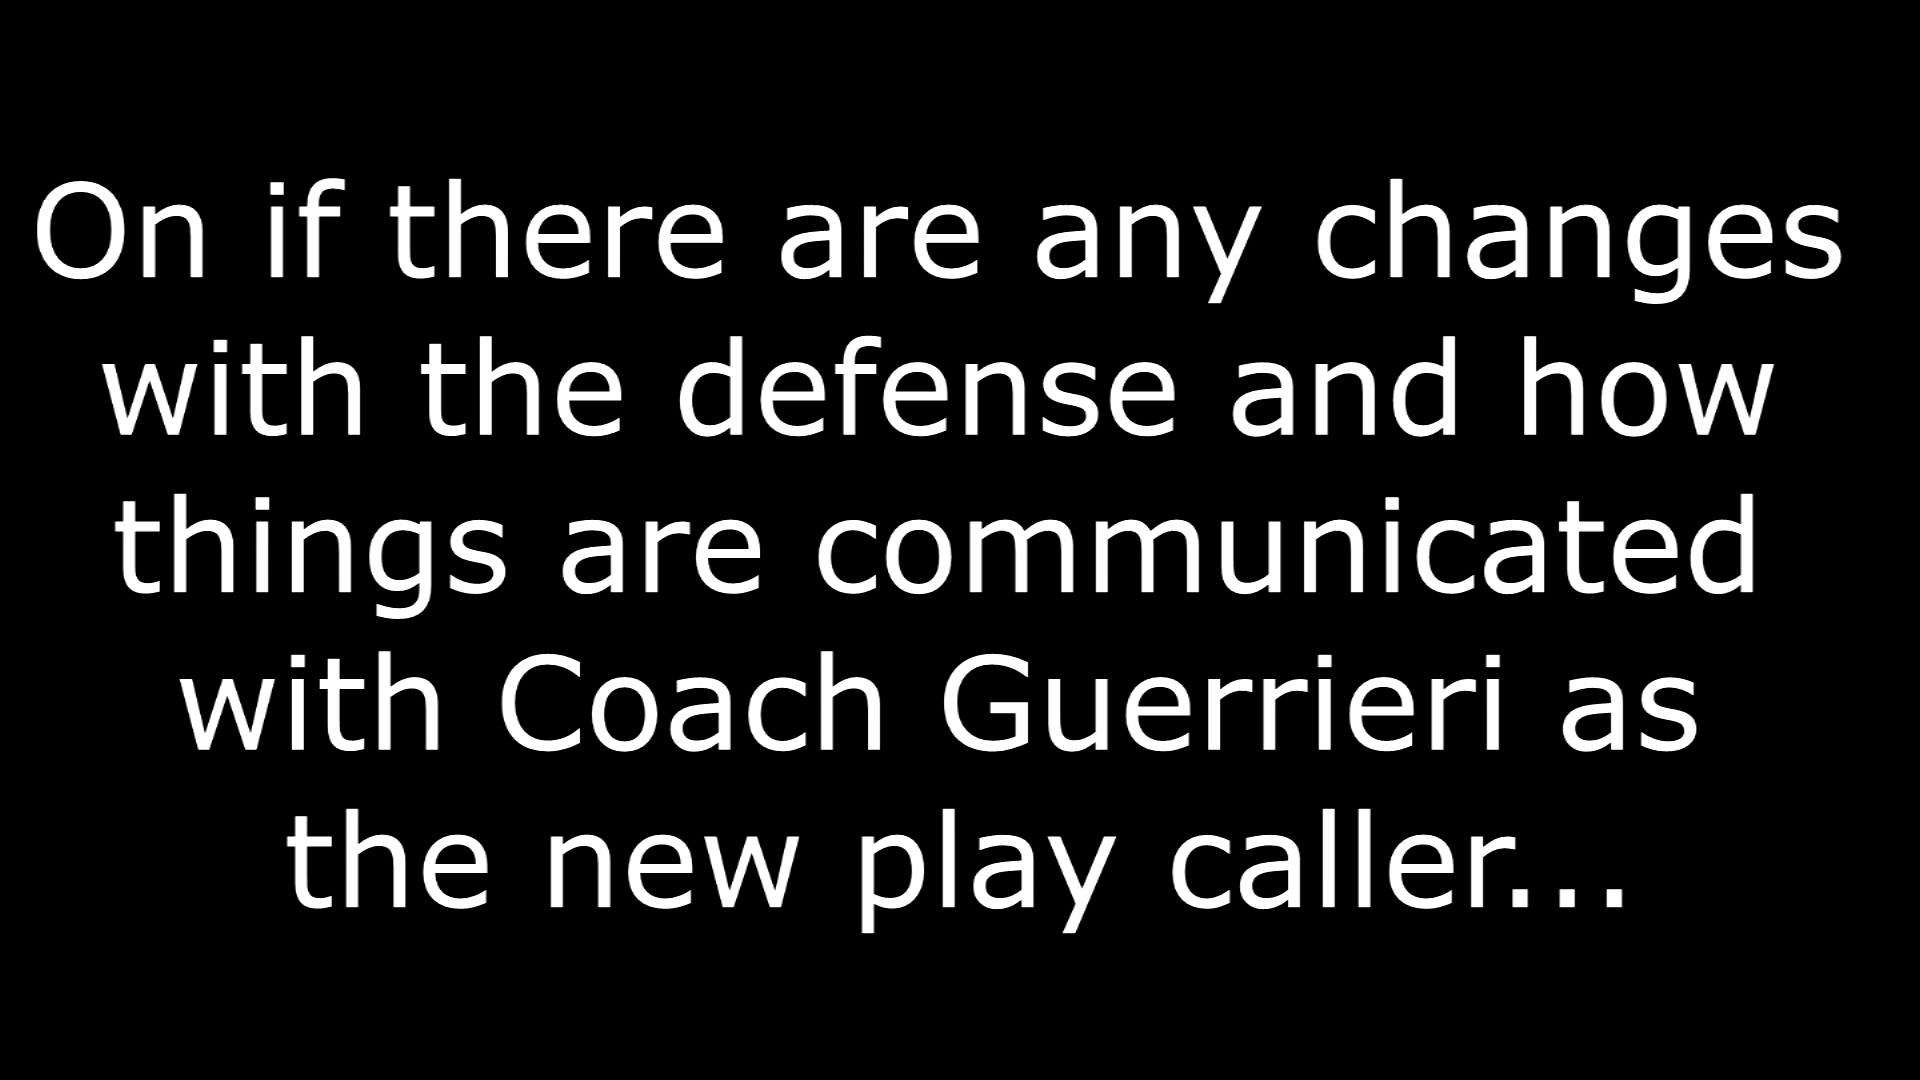 On if there are any changes
with the defense and how
things are communicated
with Coach Guerrieri as
the new play caller...